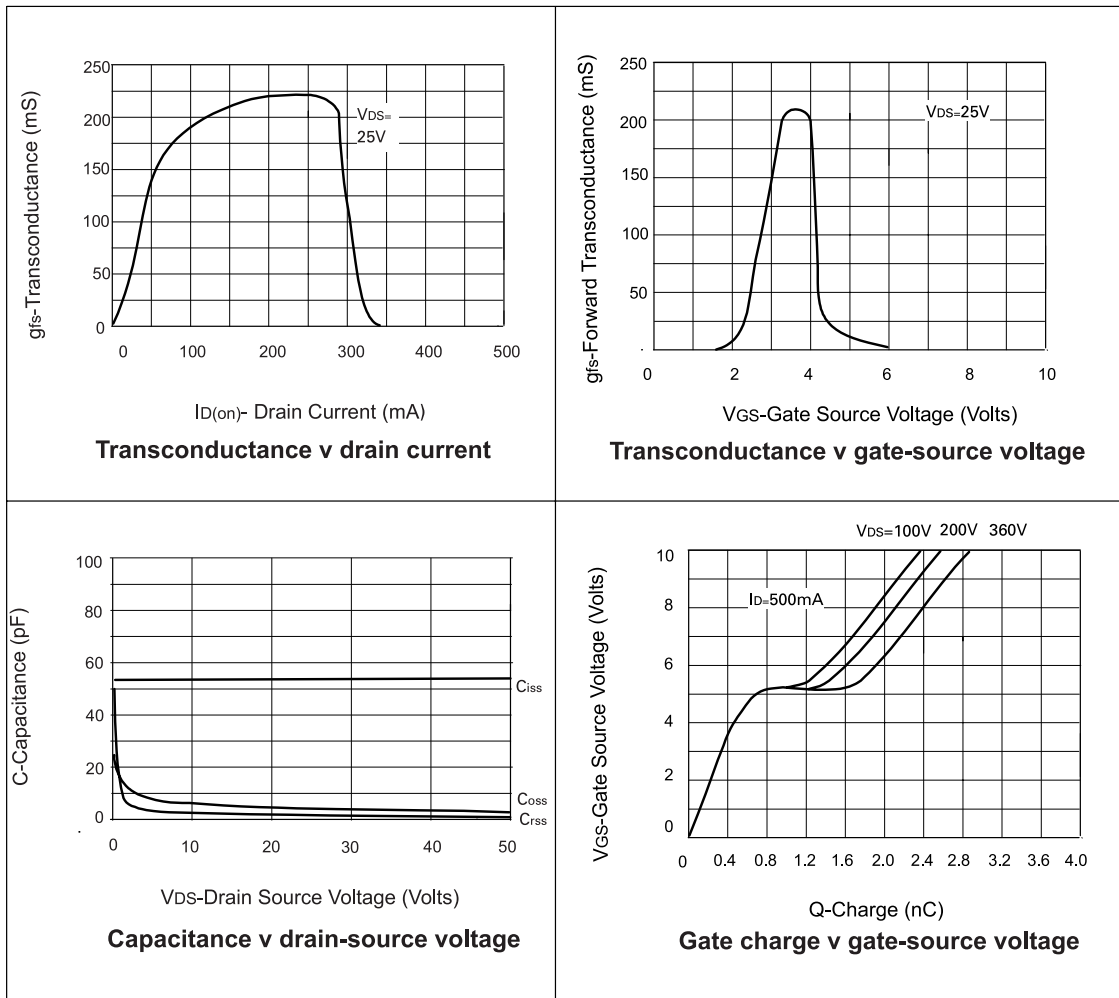 250
200
150
100
50
0
gfs-Transconductance (mS)
VDS=
25V
0 100 200 300 400 500
ID(on)- Drain Current (mA)
Transconductance v drain current
250
200
150
100
50
gfs-Forward Transconductance (mS)
VDS=25V
0 2 4 6 8 10
VGS-Gate Source Voltage (Volts)
Transconductance v gate-source voltage
100
80
60
40
20
0
C-Capacitance (pF)
Ciss
Coss
Crss
0 10 20 30 40 50
VDS-Drain Source Voltage (Volts)
Capacitance v drain-source voltage
VDS=100V 200V 360V
10
8
6
4
2
0
VGS-Gate Source Voltage (Volts)
ID=500mA
0 0.4 0.8 1.2 1.6 2.0 2.4 2.8 3.2 3.6 4.0
Q-Charge (nC)
Gate charge v gate-source voltage